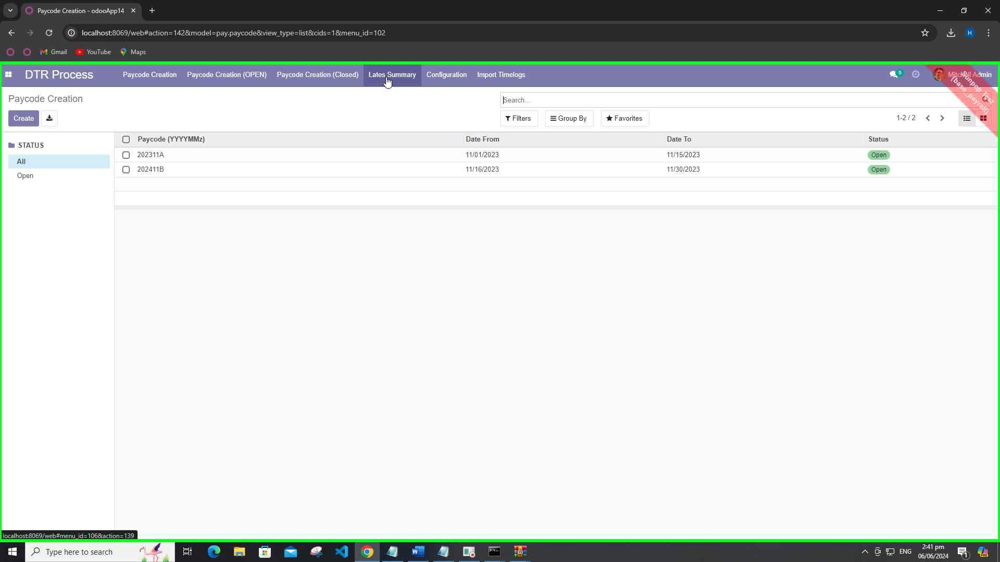 Paycode Creation - odooApp14
localhost:8069/web#action=142&model=pay.paycode&view_type=list&cids=1&menu_id=102
H
Gmail
YouTube
Maps
DTR Process
Paycode Creation
Paycode Creation (OPEN)
Paycode Creation (Closed)
Lates Summary
Configuration
Import Timelogs
5
Mitchell Admin
(base_payroll)
Paycode Creation
Search...
Create
Filters
Group By
Favorites
1-2 / 2
STATUS
All
Open
Paycode (YYYYMMz) Date From Date To Status
202311A 11/01/2023 11/15/2023 Open
202411B 11/16/2023 11/30/2023 Open
localhost:8069/web#menu_id=106&action=139
Type here to search
ENG
2:41 pm
06/06/2024
1